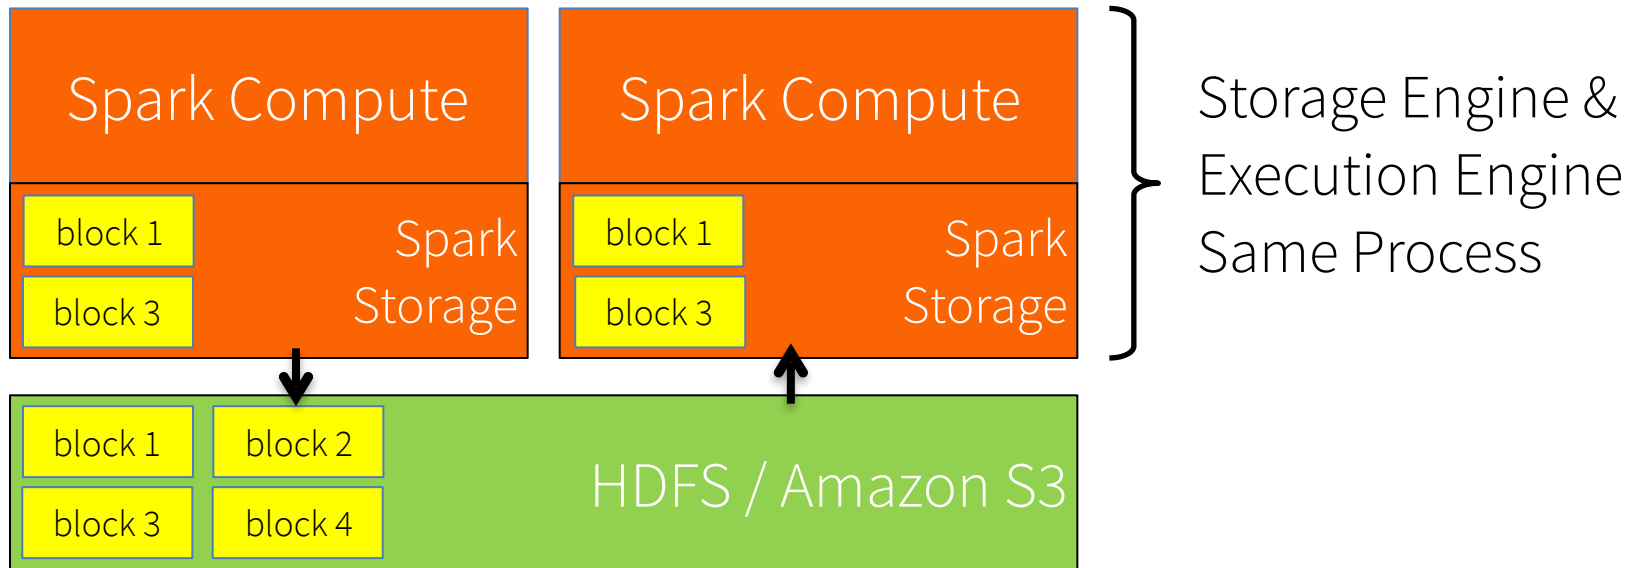 Spark Compute
block 1
block 3
Spark
Storage
Spark Compute
block 1
block 3
Spark
Storage
Storage Engine &
Execution Engine
Same Process
block 1
block 2
block 3
block 4
HDFS / Amazon S3